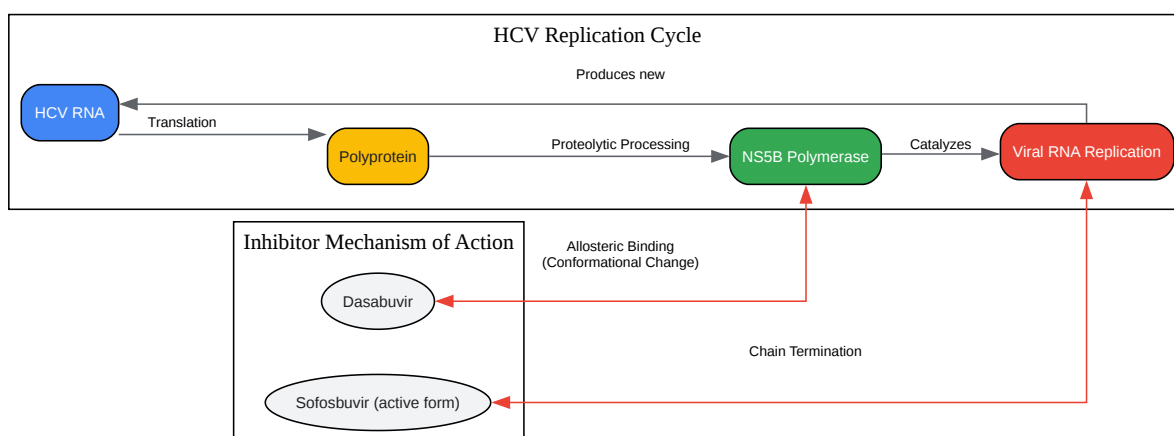 HCV Replication Cycle
Produces new
HCV RNA
Translation
Polyprotein
Proteolytic Processing
NS5B Polymerase
Catalyzes
Viral RNA Replication
Inhibitor Mechanism of Action
Allosteric Binding
(Conformational Change)
Dasabuvir
Chain Termination
Sofosbuvir (active form)